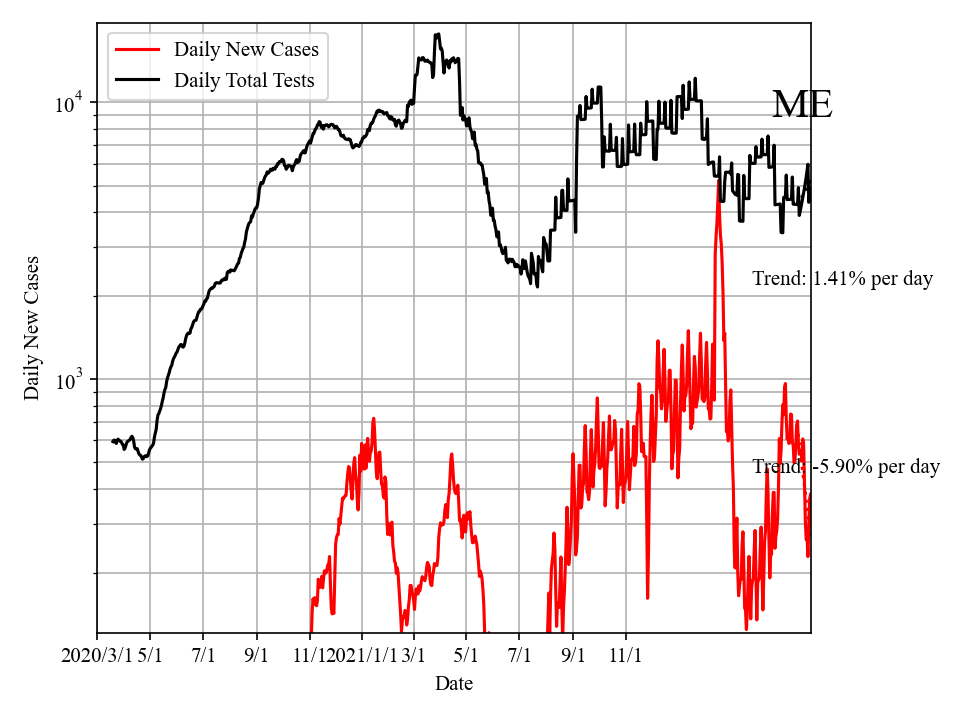 Daily New Cases
Daily Total Tests
ME
10^4
Daily New Cases
Trend: 1.41% per day
10^3
Trend: -5.90% per day
2020/3/1 5/1 7/1 9/1 11/1 2021/1/1 3/1 5/1 7/1 9/1 11/1
Date